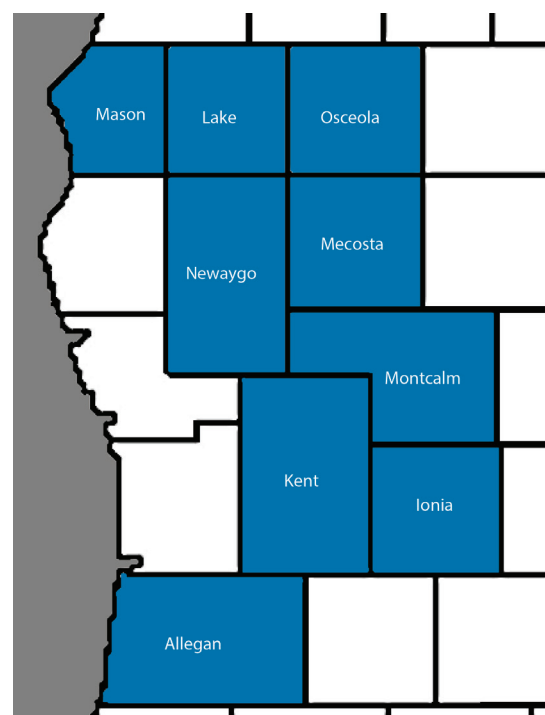 Mason
Lake
Osceola
Newaygo
Mecosta
Montcalm
Kent
Ionia
Allegan